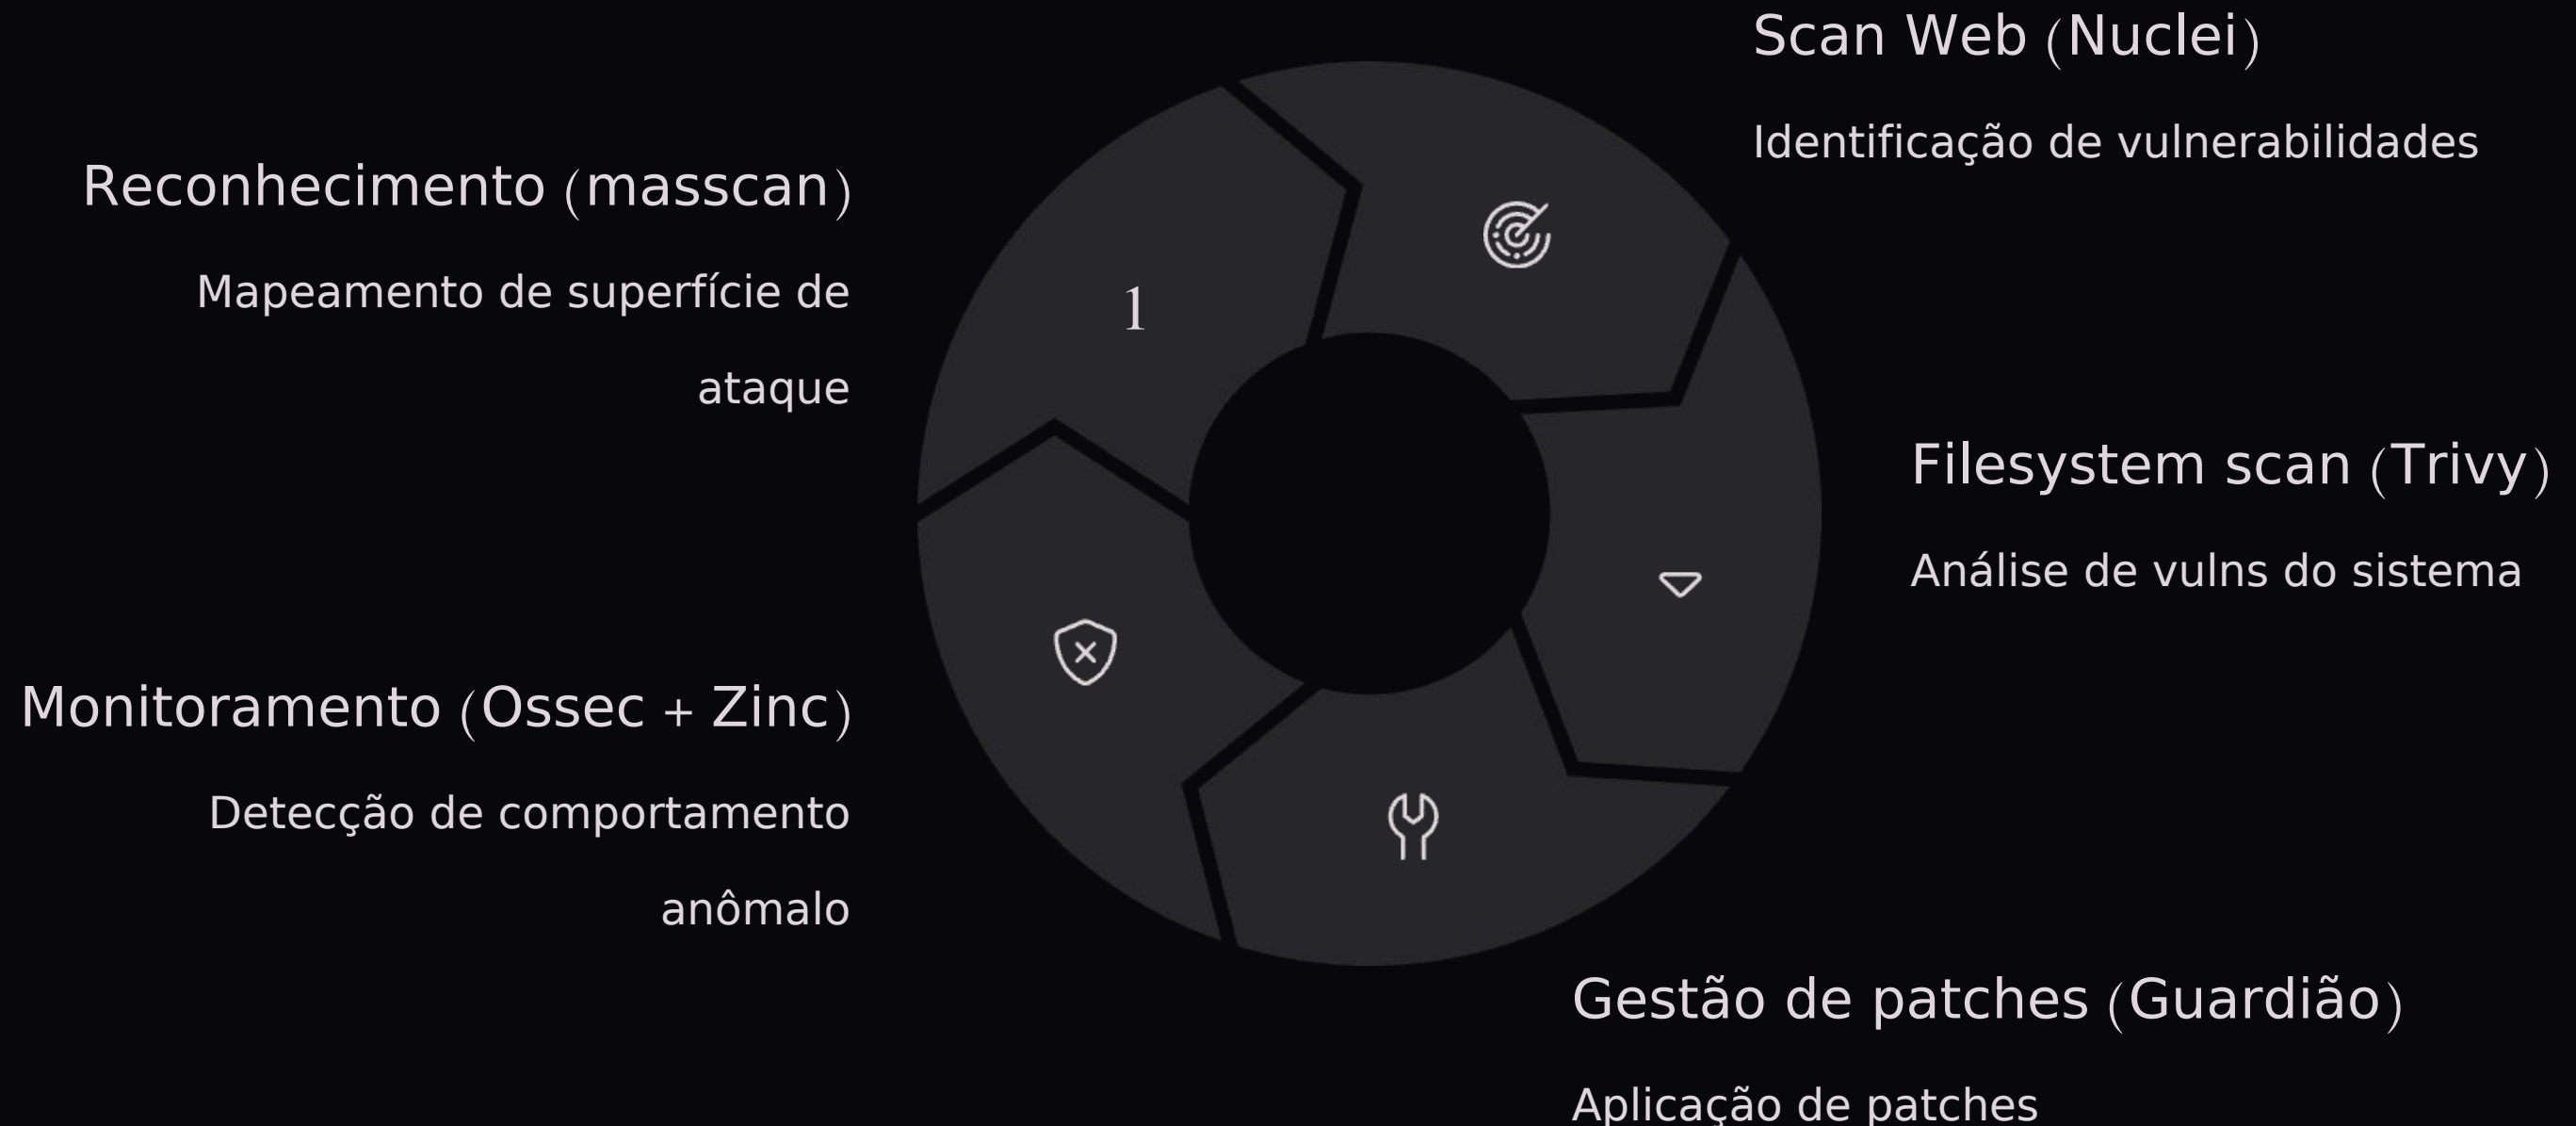 Scan Web (Nuclei)
Identificação de vulnerabilidades
Reconhecimento (masscan)
Mapeamento de superfície de
ataque
1
Filesystem scan (Trivy)
Análise de vulns do sistema
Monitoramento (Ossec + Zinc)
Detecção de comportamento
anômalo
Gestão de patches (Guardião)
Aplicação de patches